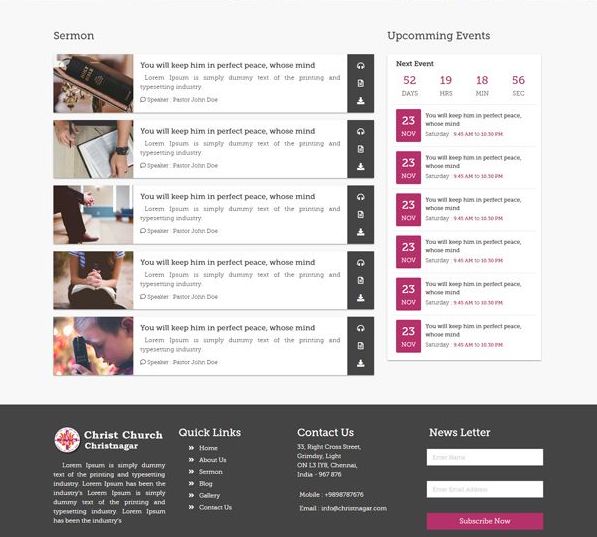 Sermon
You will keep him in perfect peace, whose mind
Lorem Ipsum is simply dummy text of the printing and
typesetting industry.
Speaker : Pastor John Doe
You will keep him in perfect peace, whose mind
Lorem Ipsum is simply dummy text of the printing and
typesetting industry.
Speaker : Pastor John Doe
You will keep him in perfect peace, whose mind
Lorem Ipsum is simply dummy text of the printing and
typesetting industry.
Speaker : Pastor John Doe
You will keep him in perfect peace, whose mind
Lorem Ipsum is simply dummy text of the printing and
typesetting industry.
Speaker : Pastor John Doe
You will keep him in perfect peace, whose mind
Lorem Ipsum is simply dummy text of the printing and
typesetting industry.
Speaker : Pastor John Doe
Upcomming Events
Next Event
52 19 18 56
DAYS HRS MIN SEC
23
NOV
You will keep him in perfect peace,
whose mind
Saturday : 9.45 AM to 10.30 PM
23
NOV
You will keep him in perfect peace,
whose mind
Saturday : 9.45 AM to 10.30 PM
23
NOV
You will keep him in perfect peace,
whose mind
Saturday : 9.45 AM to 10.30 PM
23
NOV
You will keep him in perfect peace,
whose mind
Saturday : 9.45 AM to 10.30 PM
23
NOV
You will keep him in perfect peace,
whose mind
Saturday : 9.45 AM to 10.30 PM
23
NOV
You will keep him in perfect peace,
whose mind
Saturday : 9.45 AM to 10.30 PM
Christ Church
Christnagar
Lorem Ipsum is simply dummy
text of the printing and typesetting
industry. Lorem Ipsum has been the
industry's Lorem Ipsum is simply
dummy text of the printing and
typesetting industry. Lorem Ipsum
has been the industry's
Quick Links
Home
About Us
Sermon
Blog
Gallery
Contact Us
Contact Us
33, Right Cross Street,
Grimday, Light
ON L3 1Y8, Chennai,
India - 967 876
Mobile : +9898787676
Email : info@christnagar.com
News Letter
Enter Name
Enter Email Address
Subscribe Now